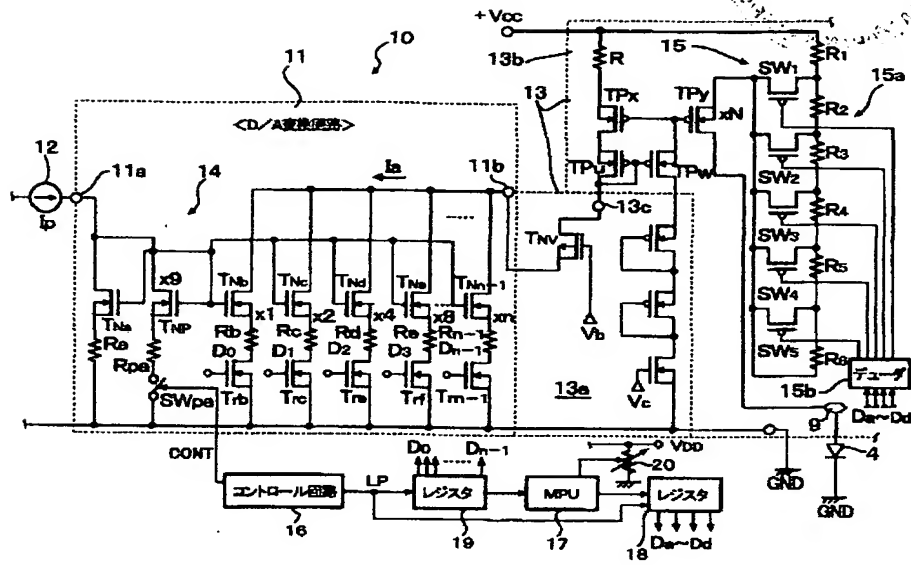 +VCC
10
11
13b
15
13
R
TPx
TPy
xN
SW1
R1
15a
R2
<D/A変換回路>
12
11a
14
Ia
11b
TPu
TPw
SW2
R3
Ip
13c
SW3
R4
x9
TNV
R5
TNa
TNP
TNb
x1
TNc
x2
TNd
x4
TNe
x8
TNn-1
xn
SW4
Ra
Rpa
Rb
Rc
Rd
Re
Rn-1
Vb
SW5
R6
D0
D1
D2
D3
Dn-1
13a
デューダ
15b
SWpa
Trb
Trc
Tre
Trf
Trn-1
Vc
Da~Dd
9
CONT
D0
Dn-1
VDD
20
4
GND
GND
コントロール回路
LP
レジスタ
MPU
レジスタ
16
19
17
18
Da~Dd